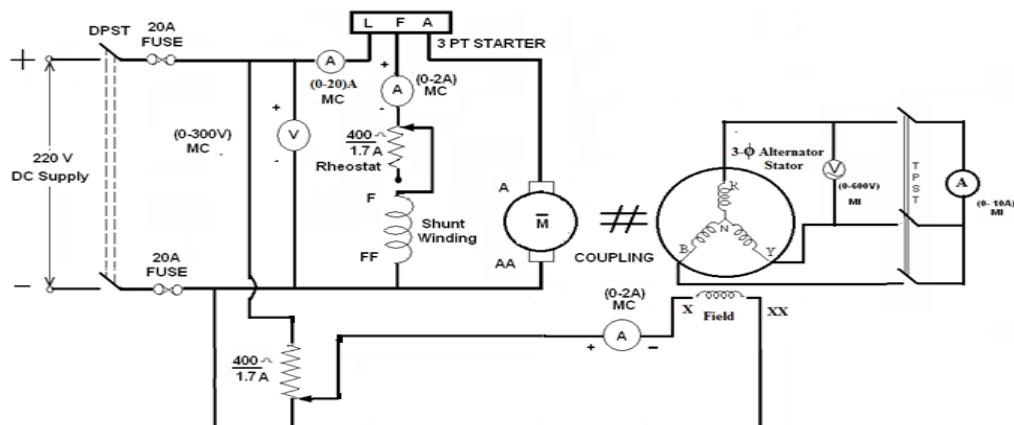 DPST
20A
FUSE
L F A
3 PT STARTER
+
A
(0-20)A
MC
+
(0-2A)
MC
A
-
400
1.7 A
Rheostat
(0-300V)
MC
+
V
-
220 V
DC Supply
F
Shunt
Winding
FF
A
M
AA
COUPLING
3-ϕ Alternator
Stator
R
N
B
Y
V
(0-600V)
MI
TPST
A
(0-10A)
MI
-
20A
FUSE
(0-2A)
MC
A
+
-
X
Field
XX
400
1.7 A